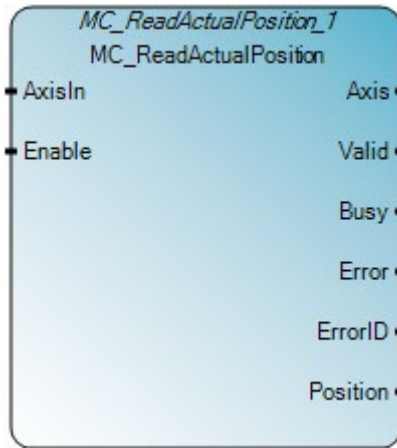 MC_ReadActualPosition_1
MC_ReadActualPosition
AxisIn
Axis
Enable
Valid
Busy
Error
ErrorID
Position